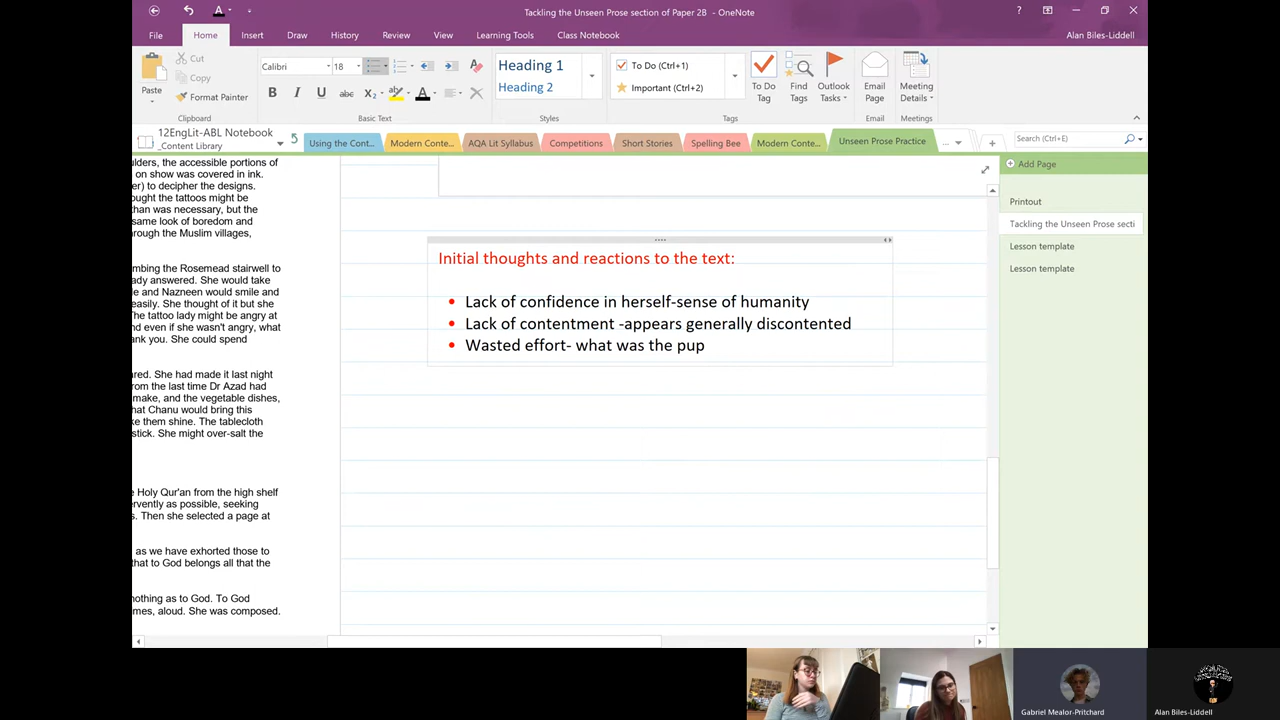 Tackling the Unseen Prose section of Paper 2B - OneNote
?
File
Home
Insert
Draw
History
Review
View
Learning Tools
Class Notebook
Alan Biles-Liddell
Paste
Cut
Copy
Format Painter
Clipboard
Calibri
18
B I U abc X₂ A
Basic Text
Heading 1
Heading 2
Styles
To Do (Ctrl+1)
Important (Ctrl+2)
Tags
To Do
Tag
Find
Tags
Outlook
Tasks
Email
Page
Email
Meeting
Details
Meetings
12EngLit-ABL Notebook
_Content Library
Using the Cont...
Modern Conte...
AQA Lit Syllabus
Competitions
Short Stories
Spelling Bee
Modern Conte...
Unseen Prose Practice
...
Search (Ctrl+E)
Add Page
Printout
Tackling the Unseen Prose secti
Lesson template
Lesson template
ulders, the accessible portions of
on show was covered in ink.
er) to decipher the designs.
ought the tattoos might be
than was necessary, but the
same look of boredom and
hrough the Muslim villages,
mbing the Rosemead stairwell to
ady answered. She would take
le and Nazneen would smile and
easily. She thought of it but she
The tattoo lady might be angry at
nd even if she wasn't angry, what
ank you. She could spend
ared. She had made it last night
rom the last time Dr Azad had
make, and the vegetable dishes,
hat Chanu would bring this
ke them shine. The tablecloth
stick. She might over-salt the
e Holy Qur'an from the high shelf
ervently as possible, seeking
s. Then she selected a page at
as we have exhorted those to
that to God belongs all that the
nothing as to God. To God
mes, aloud. She was composed.
Initial thoughts and reactions to the text:
• Lack of confidence in herself-sense of humanity
• Lack of contentment -appears generally discontented
• Wasted effort- what was the pup
Gabriel Mealor-Pritchard
Alan Biles-Liddell